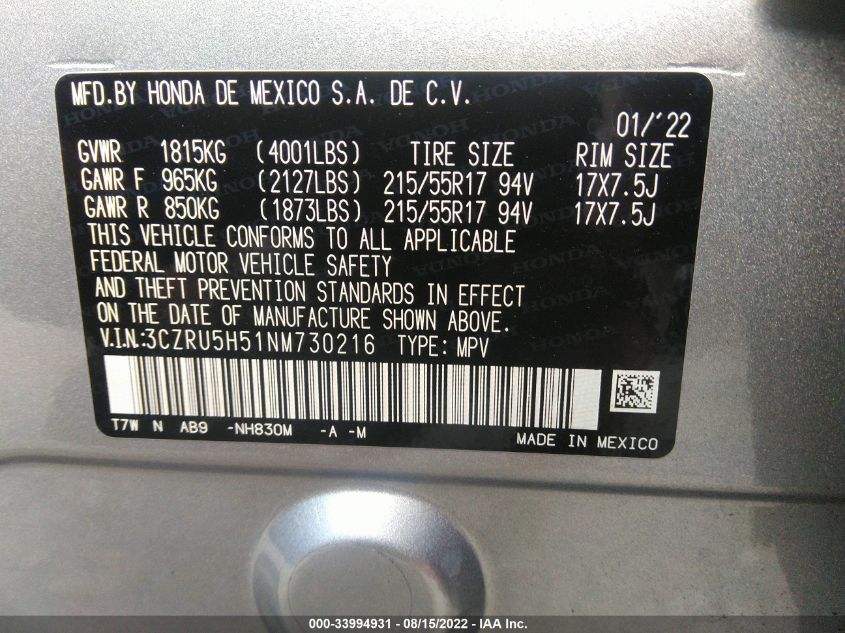 MFD.BY HONDA DE MEXICO S.A. DE C.V.
01/'22
GVWR 1815KG (4001LBS) TIRE SIZE RIM SIZE
GAWR F 965KG (2127LBS) 215/55R17 94V 17X7.5J
GAWR R 850KG (1873LBS) 215/55R17 94V 17X7.5J
THIS VEHICLE CONFORMS TO ALL APPLICABLE
FEDERAL MOTOR VEHICLE SAFETY
AND THEFT PREVENTION STANDARDS IN EFFECT
ON THE DATE OF MANUFACTURE SHOWN ABOVE.
V.I.N.:3CZRU5H51NM730216 TYPE: MPV
T7W N AB9 -NH830M -A -M
MADE IN MEXICO
000-33994931 - 08/15/2022 - IAA Inc.